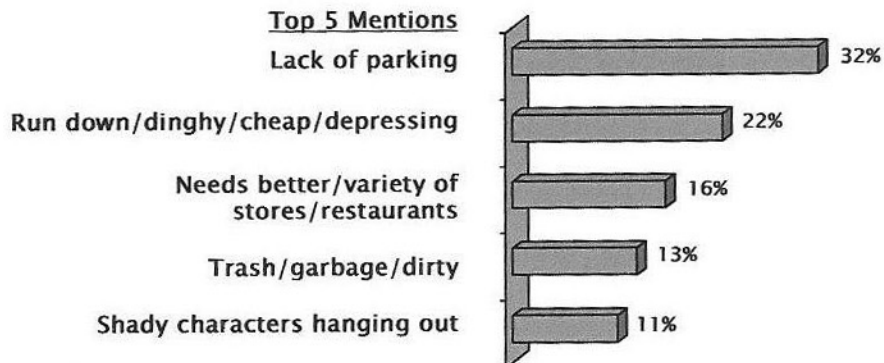 Top 5 Mentions
Lack of parking
32%
Run down/dinghy/cheap/depressing
22%
Needs better/variety of
stores/restaurants
16%
Trash/garbage/dirty
13%
Shady characters hanging out
11%